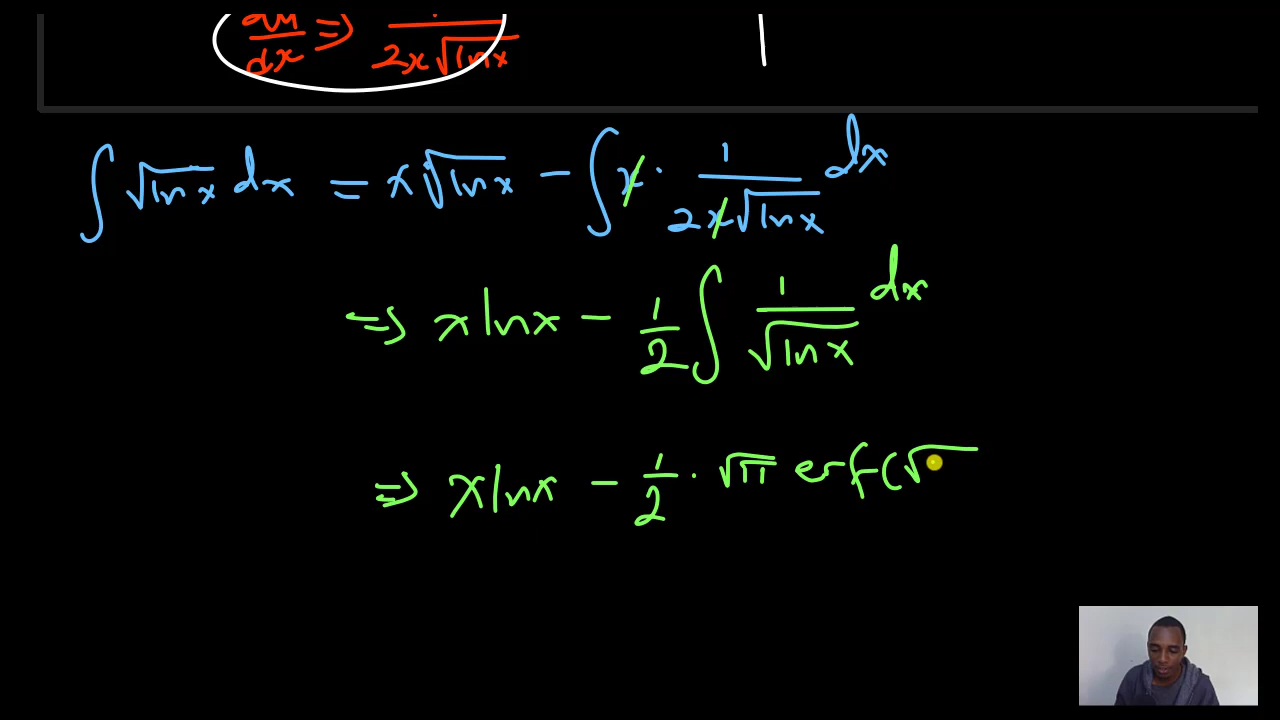 du/dx ⇒ 1/(2x√(ln x))
∫ √(ln x) dx = x√(ln x) − ∫ x · 1/(2x√(ln x)) dx
⇒ x ln x − 1/2 ∫ 1/√(ln x) dx
⇒ x ln x − 1/2 · √π erf(√